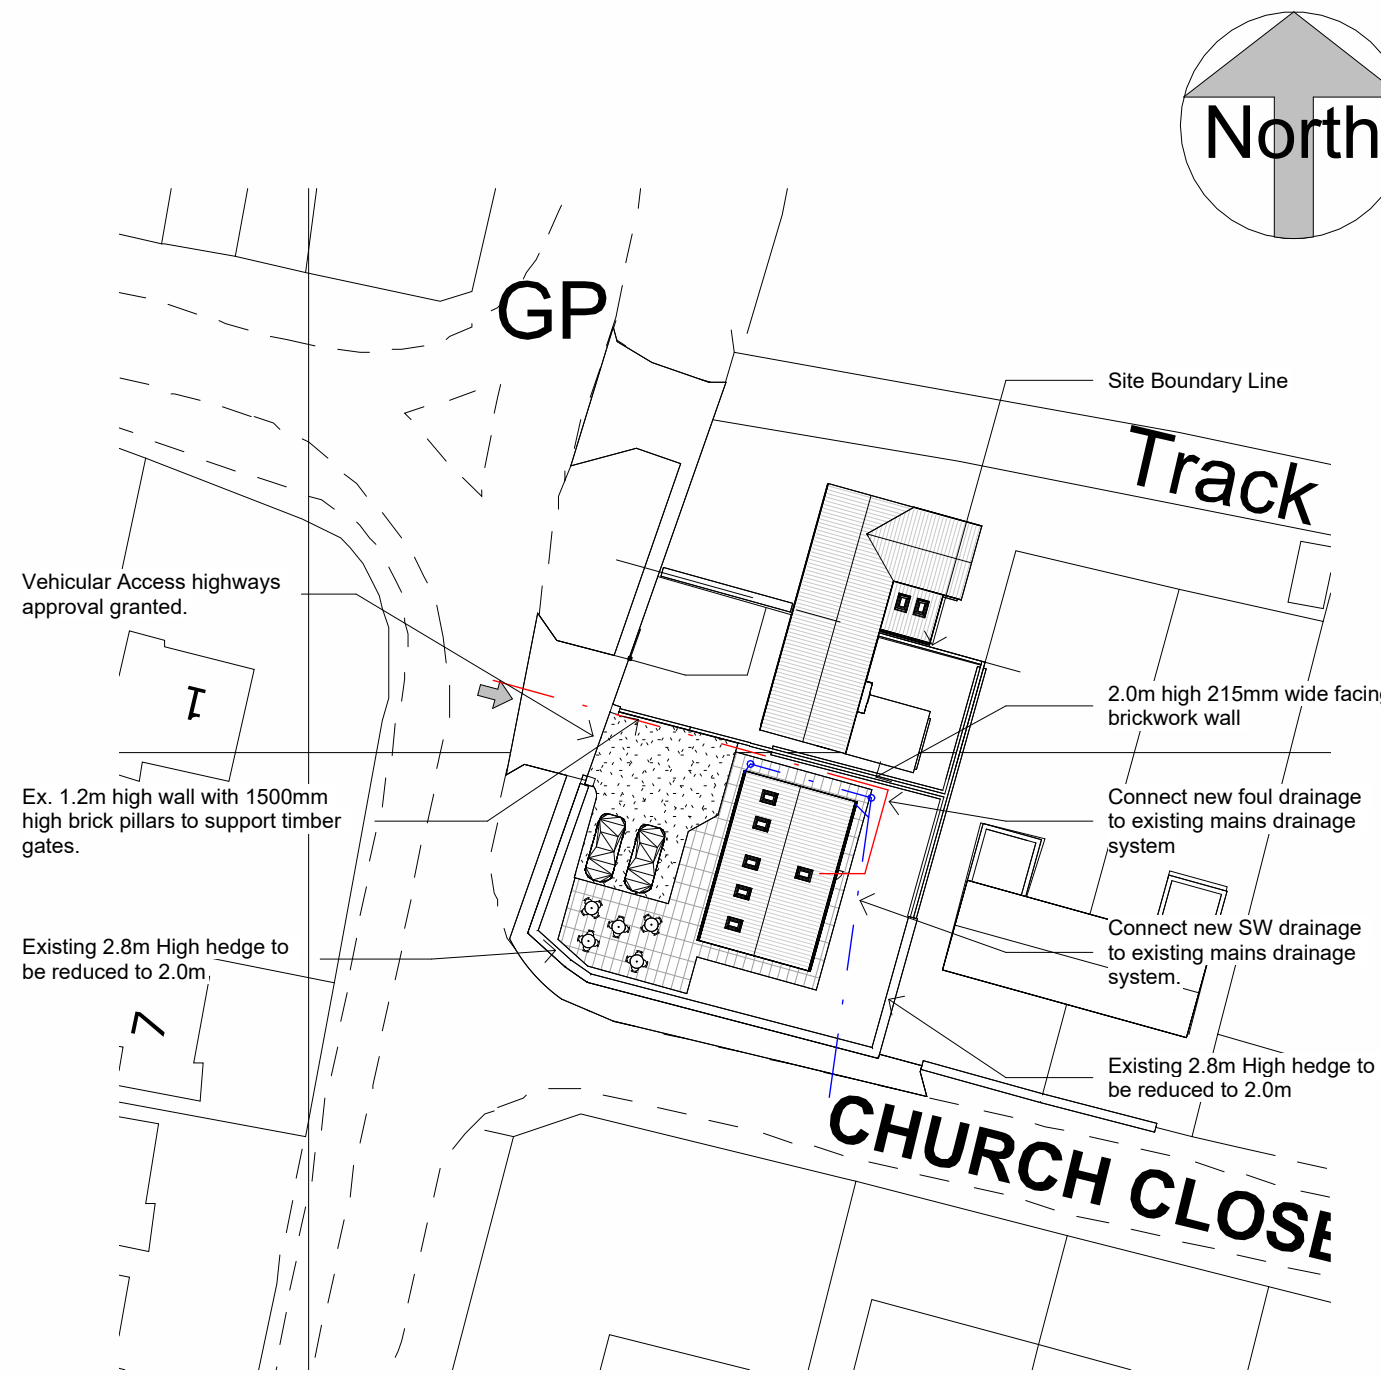 North
GP
Site Boundary Line
Track
Vehicular Access highways
approval granted.
1
2.0m high 215mm wide facing
brickwork wall
Ex. 1.2m high wall with 1500mm
high brick pillars to support timber
gates.
Connect new foul drainage
to existing mains drainage
system
Existing 2.8m High hedge to
be reduced to 2.0m
Connect new SW drainage
to existing mains drainage
system.
7
Existing 2.8m High hedge to
be reduced to 2.0m
CHURCH CLOSE